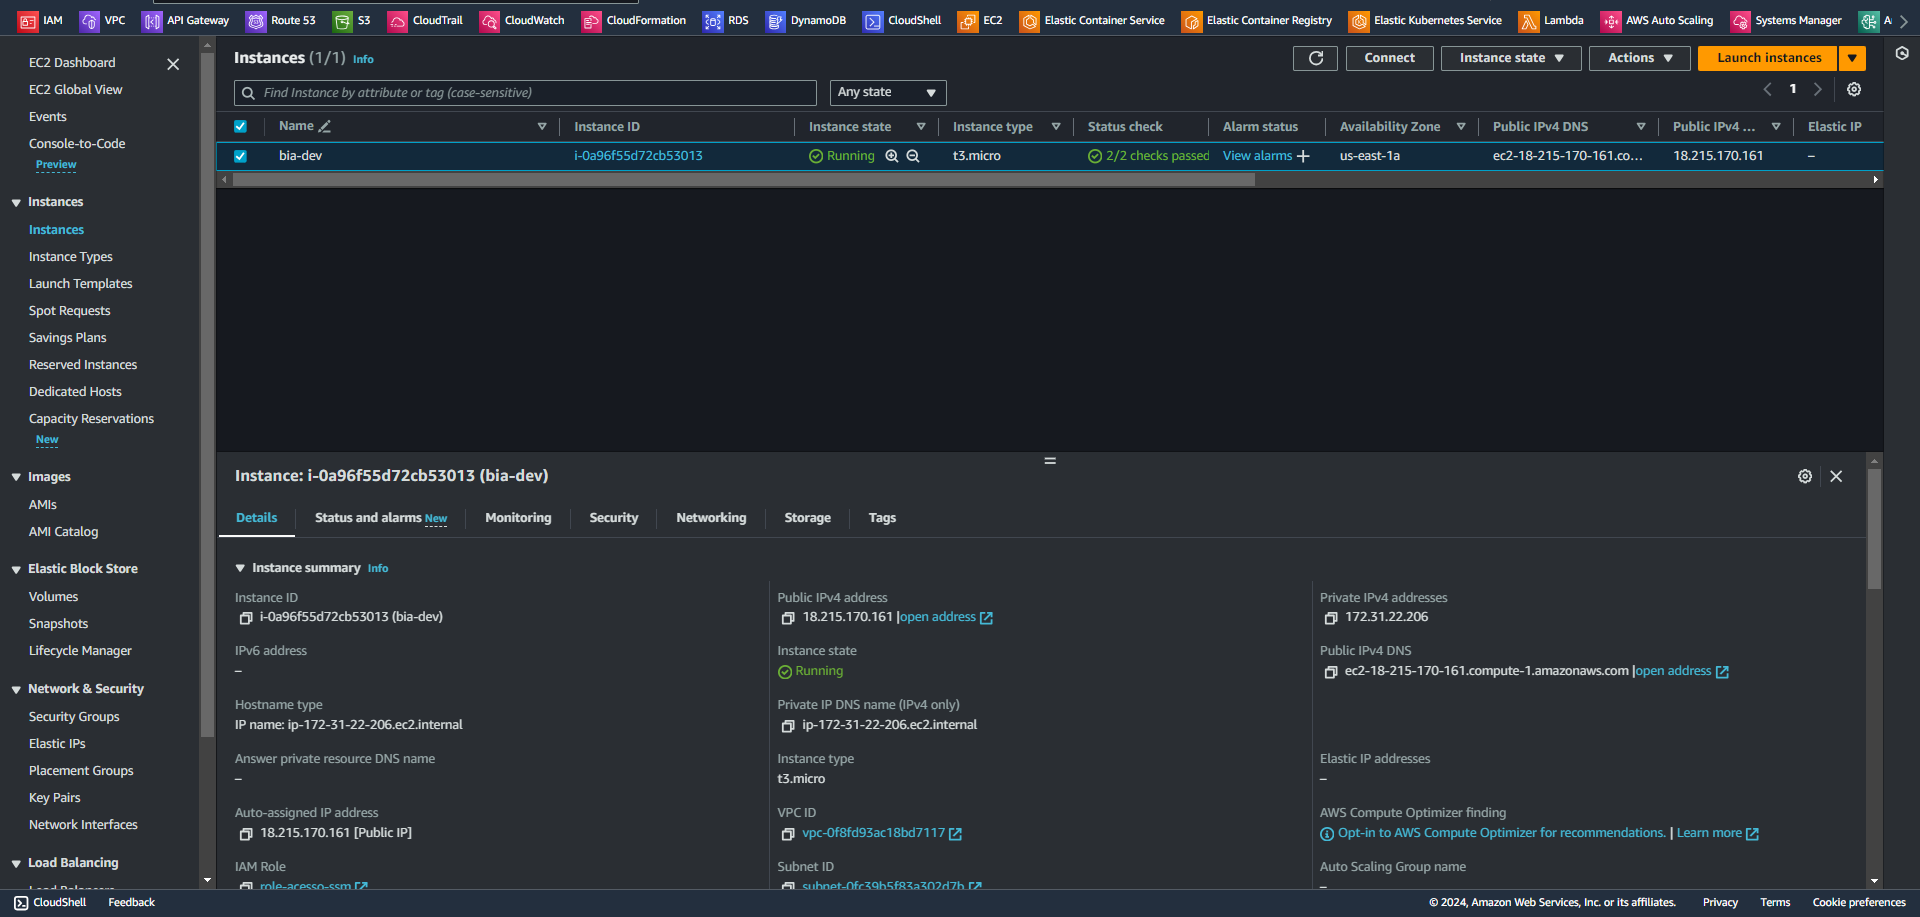 IAM VPC API Gateway Route 53 S3 CloudTrail CloudWatch CloudFormation RDS DynamoDB CloudShell EC2 Elastic Container Service Elastic Container Registry Elastic Kubernetes Service Lambda AWS Auto Scaling Systems Manager
EC2 Dashboard
EC2 Global View
Events
Console-to-Code
Preview
Instances
Instances
Instance Types
Launch Templates
Spot Requests
Savings Plans
Reserved Instances
Dedicated Hosts
Capacity Reservations
New
Images
AMIs
AMI Catalog
Elastic Block Store
Volumes
Snapshots
Lifecycle Manager
Network & Security
Security Groups
Elastic IPs
Placement Groups
Key Pairs
Network Interfaces
Load Balancing
Load Balancers
Instances (1/1) Info
Connect Instance state Actions Launch instances
Find Instance by attribute or tag (case-sensitive) Any state 1
Name Instance ID Instance state Instance type Status check Alarm status Availability Zone Public IPv4 DNS Public IPv4 ... Elastic IP
bia-dev i-0a96f55d72cb53013 Running t3.micro 2/2 checks passed View alarms + us-east-1a ec2-18-215-170-161.co... 18.215.170.161 –
Instance: i-0a96f55d72cb53013 (bia-dev)
Details Status and alarms New Monitoring Security Networking Storage Tags
Instance summary Info
Instance ID
i-0a96f55d72cb53013 (bia-dev)
Public IPv4 address
18.215.170.161 |open address
Private IPv4 addresses
172.31.22.206
IPv6 address
–
Instance state
Running
Public IPv4 DNS
ec2-18-215-170-161.compute-1.amazonaws.com |open address
Hostname type
IP name: ip-172-31-22-206.ec2.internal
Private IP DNS name (IPv4 only)
ip-172-31-22-206.ec2.internal
Answer private resource DNS name
–
Instance type
t3.micro
Elastic IP addresses
–
Auto-assigned IP address
18.215.170.161 [Public IP]
VPC ID
vpc-0f8fd93ac18bd7117
AWS Compute Optimizer finding
Opt-in to AWS Compute Optimizer for recommendations. | Learn more
IAM Role
role-acesso-ssm
Subnet ID
subnet-0fc39b5f83a302d7b
Auto Scaling Group name
–
CloudShell Feedback © 2024, Amazon Web Services, Inc. or its affiliates. Privacy Terms Cookie preferences